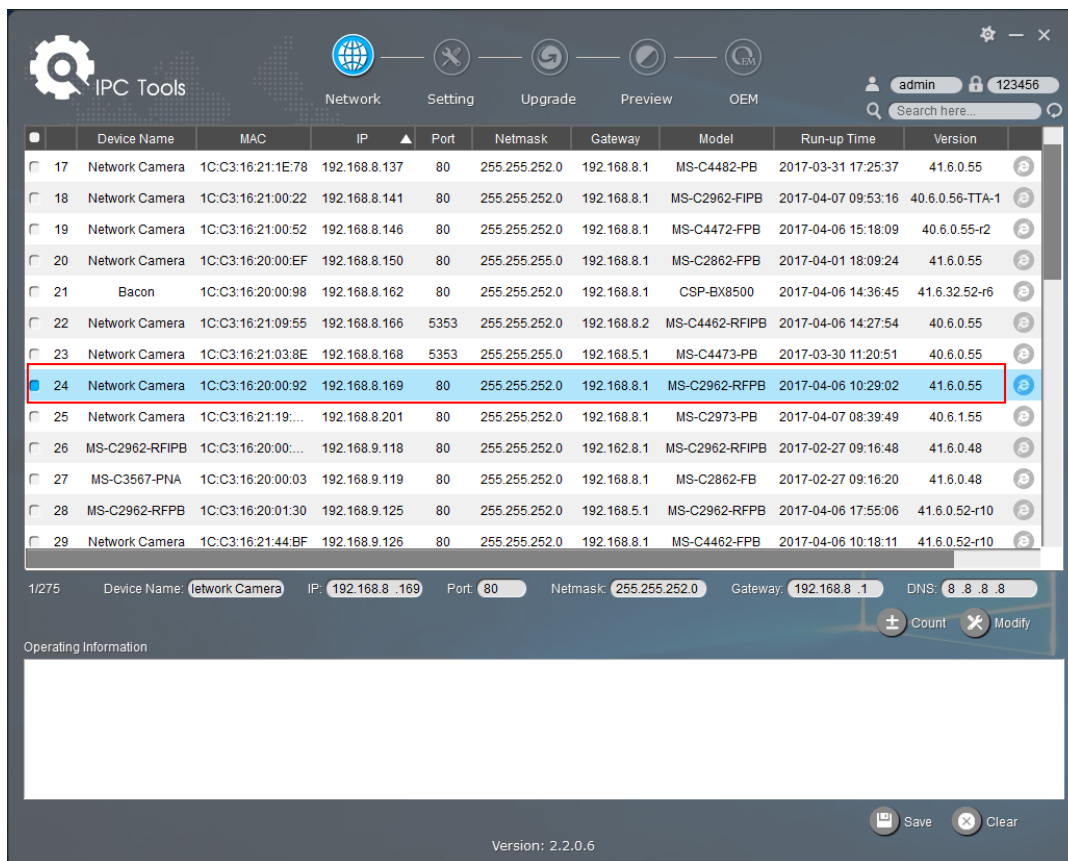 IPC Tools
Network Setting Upgrade Preview OEM
admin 123456
Search here...
Device Name MAC IP Port Netmask Gateway Model Run-up Time Version
17 Network Camera 1C:C3:16:21:1E:78 192.168.8.137 80 255.255.252.0 192.168.8.1 MS-C4482-PB 2017-03-31 17:25:37 41.6.0.55
18 Network Camera 1C:C3:16:21:00:22 192.168.8.141 80 255.255.252.0 192.168.8.1 MS-C2962-FIPB 2017-04-07 09:53:16 40.6.0.56-TTA-1
19 Network Camera 1C:C3:16:21:00:52 192.168.8.146 80 255.255.252.0 192.168.8.1 MS-C4472-FPB 2017-04-06 15:18:09 40.6.0.55-r2
20 Network Camera 1C:C3:16:20:00:EF 192.168.8.150 80 255.255.255.0 192.168.8.1 MS-C2862-FPB 2017-04-01 18:09:24 41.6.0.55
21 Bacon 1C:C3:16:20:00:98 192.168.8.162 80 255.255.252.0 192.168.8.1 CSP-BX8500 2017-04-06 14:36:45 41.6.32.52-r6
22 Network Camera 1C:C3:16:21:09:55 192.168.8.166 5353 255.255.252.0 192.168.8.2 MS-C4462-RFIPB 2017-04-06 14:27:54 40.6.0.55
23 Network Camera 1C:C3:16:21:03:8E 192.168.8.168 5353 255.255.252.0 192.168.5.1 MS-C4473-PB 2017-03-30 11:20:51 40.6.0.55
24 Network Camera 1C:C3:16:20:00:92 192.168.8.169 80 255.255.252.0 192.168.8.1 MS-C2962-RFPB 2017-04-06 10:29:02 41.6.0.55
25 Network Camera 1C:C3:16:21:19:... 192.168.8.201 80 255.255.252.0 192.168.8.1 MS-C2973-PB 2017-04-07 08:39:49 40.6.1.55
26 MS-C2962-RFIPB 1C:C3:16:20:00:... 192.168.9.118 80 255.255.252.0 192.162.8.1 MS-C2962-RFIPB 2017-02-27 09:16:48 41.6.0.48
27 MS-C3567-PNA 1C:C3:16:20:00:03 192.168.9.119 80 255.255.252.0 192.168.8.1 MS-C2862-FB 2017-02-27 09:16:20 41.6.0.48
28 MS-C2962-RFPB 1C:C3:16:20:01:30 192.168.9.125 80 255.255.252.0 192.168.5.1 MS-C2962-RFPB 2017-04-06 17:55:06 41.6.0.52-r10
29 Network Camera 1C:C3:16:21:44:BF 192.168.9.126 80 255.255.252.0 192.168.8.1 MS-C4462-FPB 2017-04-06 10:18:11 41.6.0.52-r10
1/275 Device Name: letwork Camera IP: 192.168.8 .169 Port: 80 Netmask: 255.255.252.0 Gateway: 192.168.8 .1 DNS: 8 .8 .8 .8
Count Modify
Operating Information
Save Clear
Version: 2.2.0.6